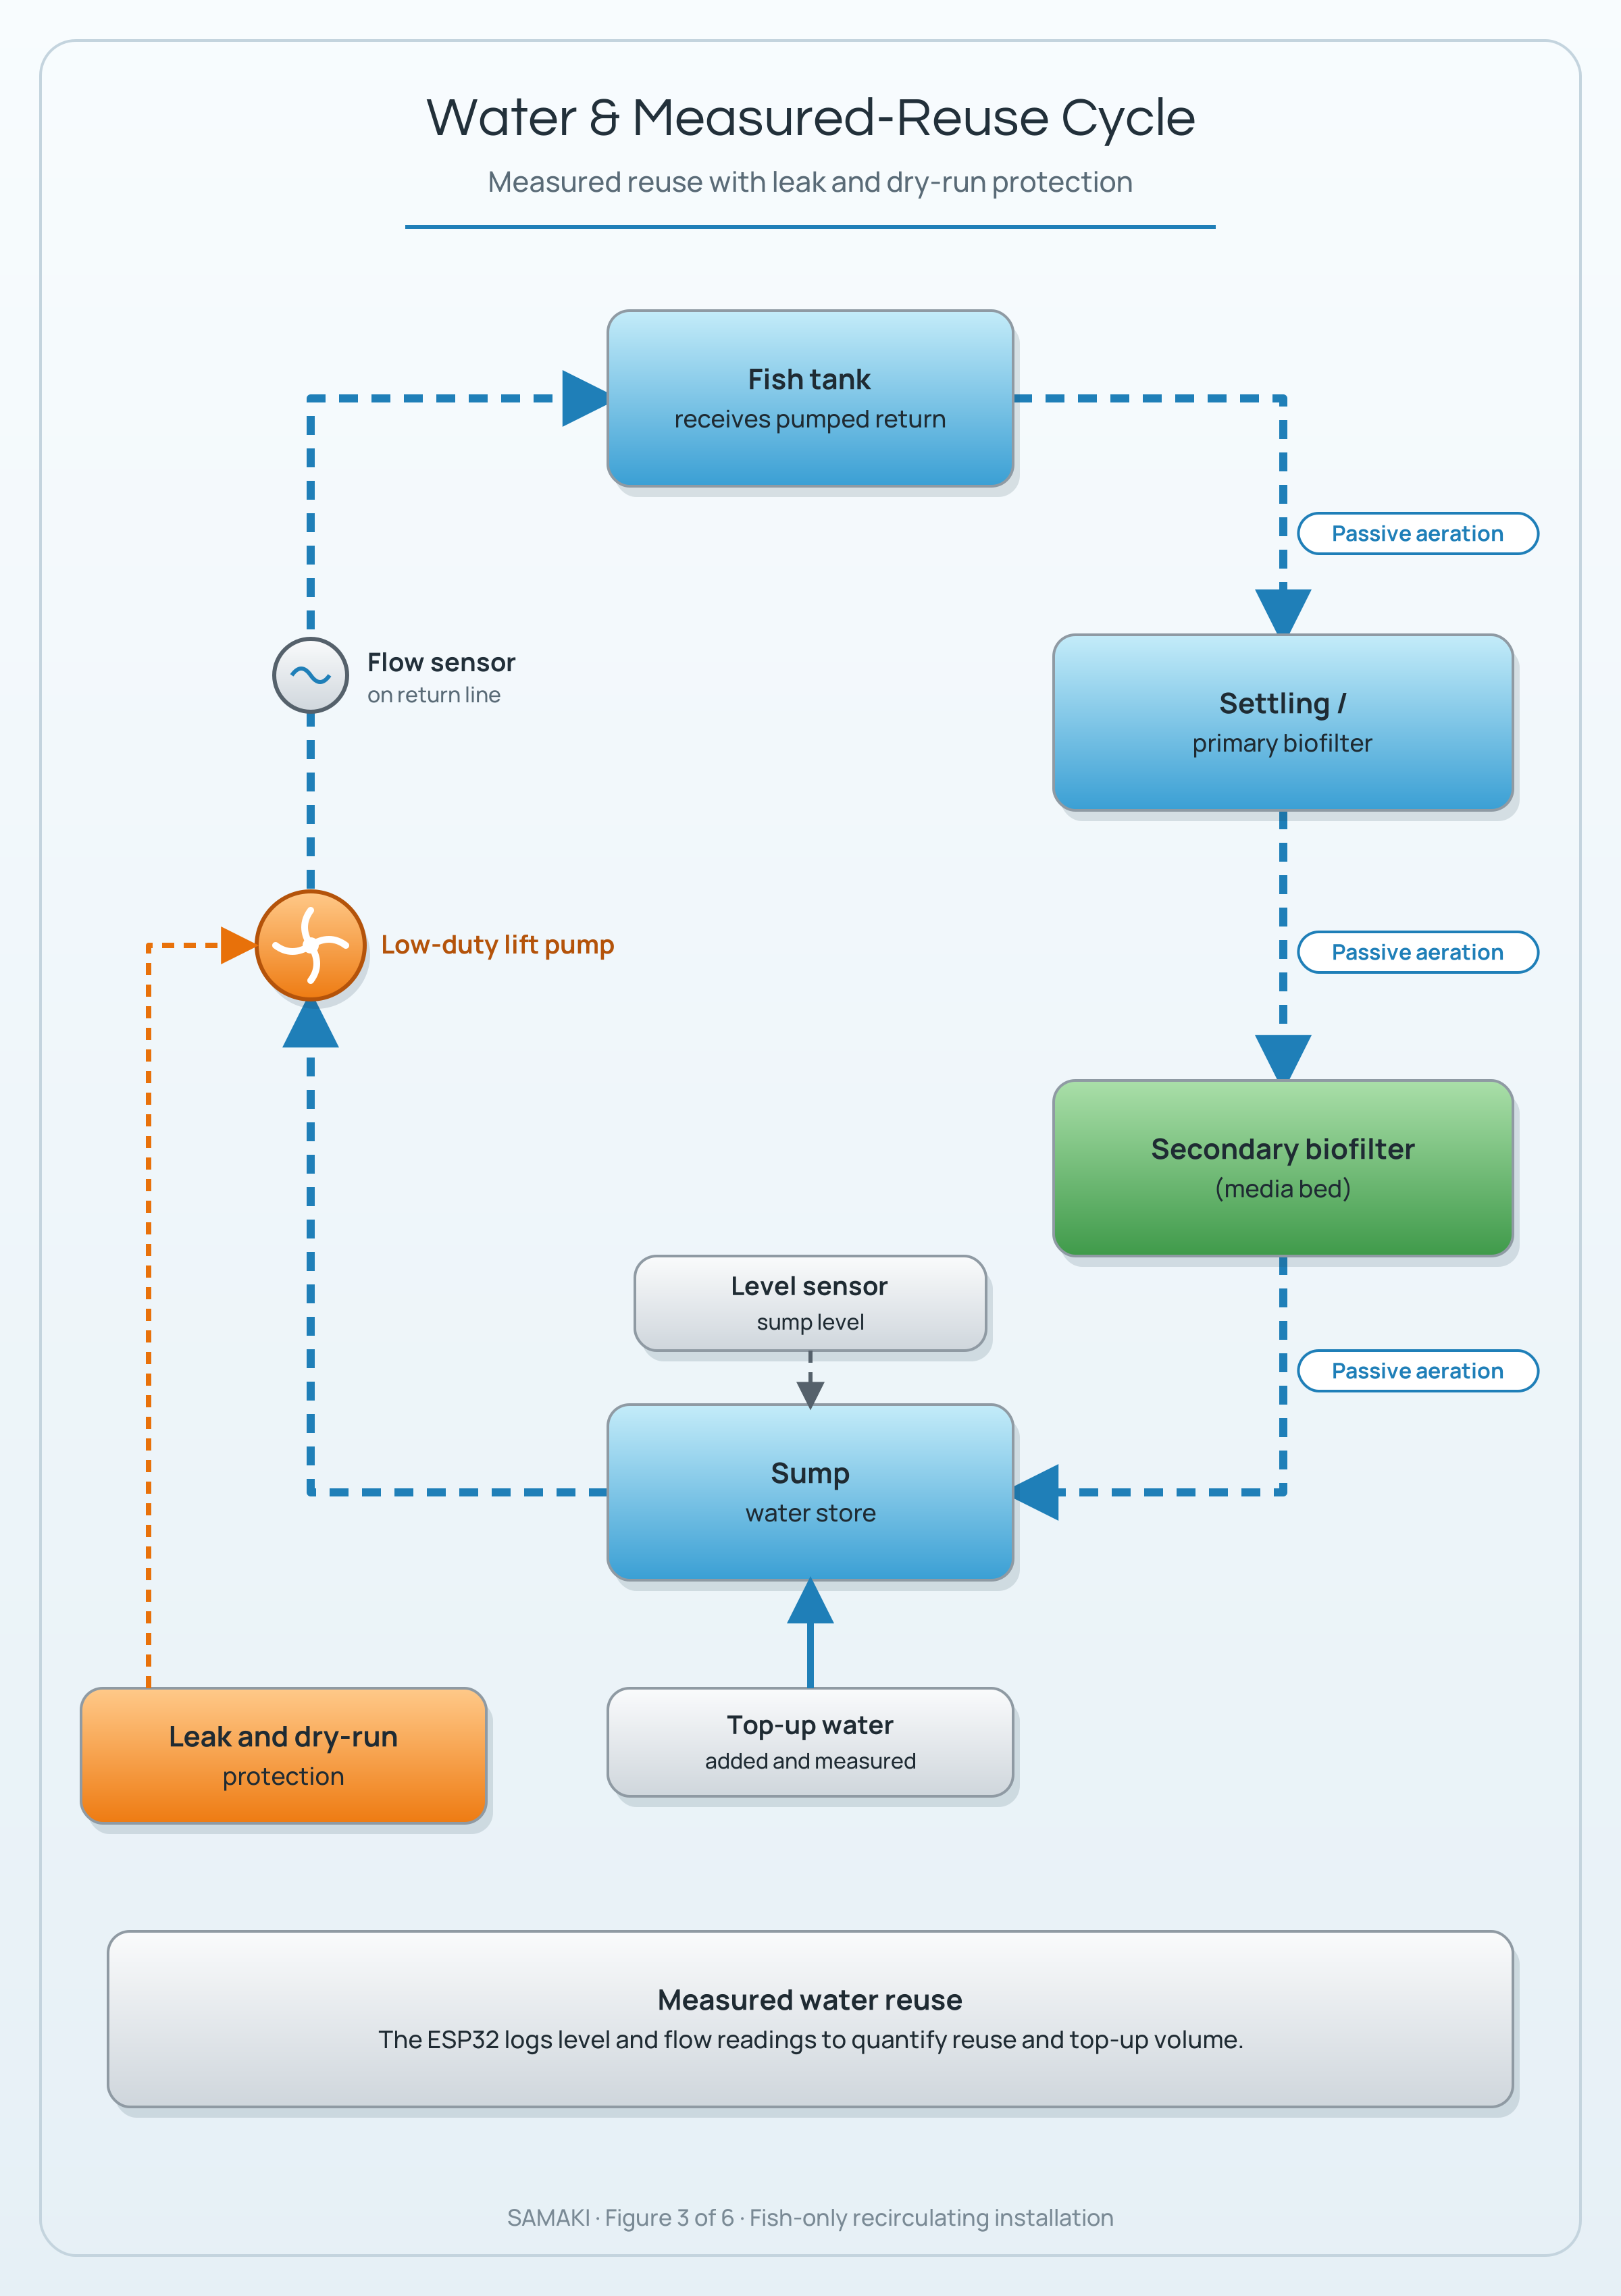 Water & Measured-Reuse Cycle
Measured reuse with leak and dry-run protection
Fish tank
receives pumped return
Passive aeration
Flow sensor
on return line
Settling /
primary biofilter
Low-duty lift pump
Passive aeration
Secondary biofilter
(media bed)
Level sensor
sump level
Passive aeration
Sump
water store
Leak and dry-run
protection
Top-up water
added and measured
Measured water reuse
The ESP32 logs level and flow readings to quantify reuse and top-up volume.
SAMAKI · Figure 3 of 6 · Fish-only recirculating installation